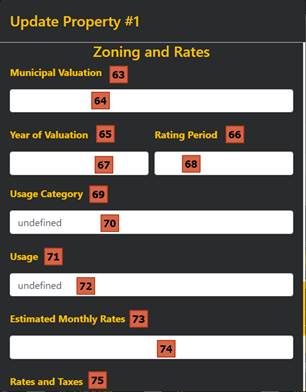 Update Property #1
Zoning and Rates
Municipal Valuation 63
64
Year of Valuation 65 Rating Period 66
67 68
Usage Category 69
undefined 70
Usage 71
undefined 72
Estimated Monthly Rates 73
74
Rates and Taxes 75